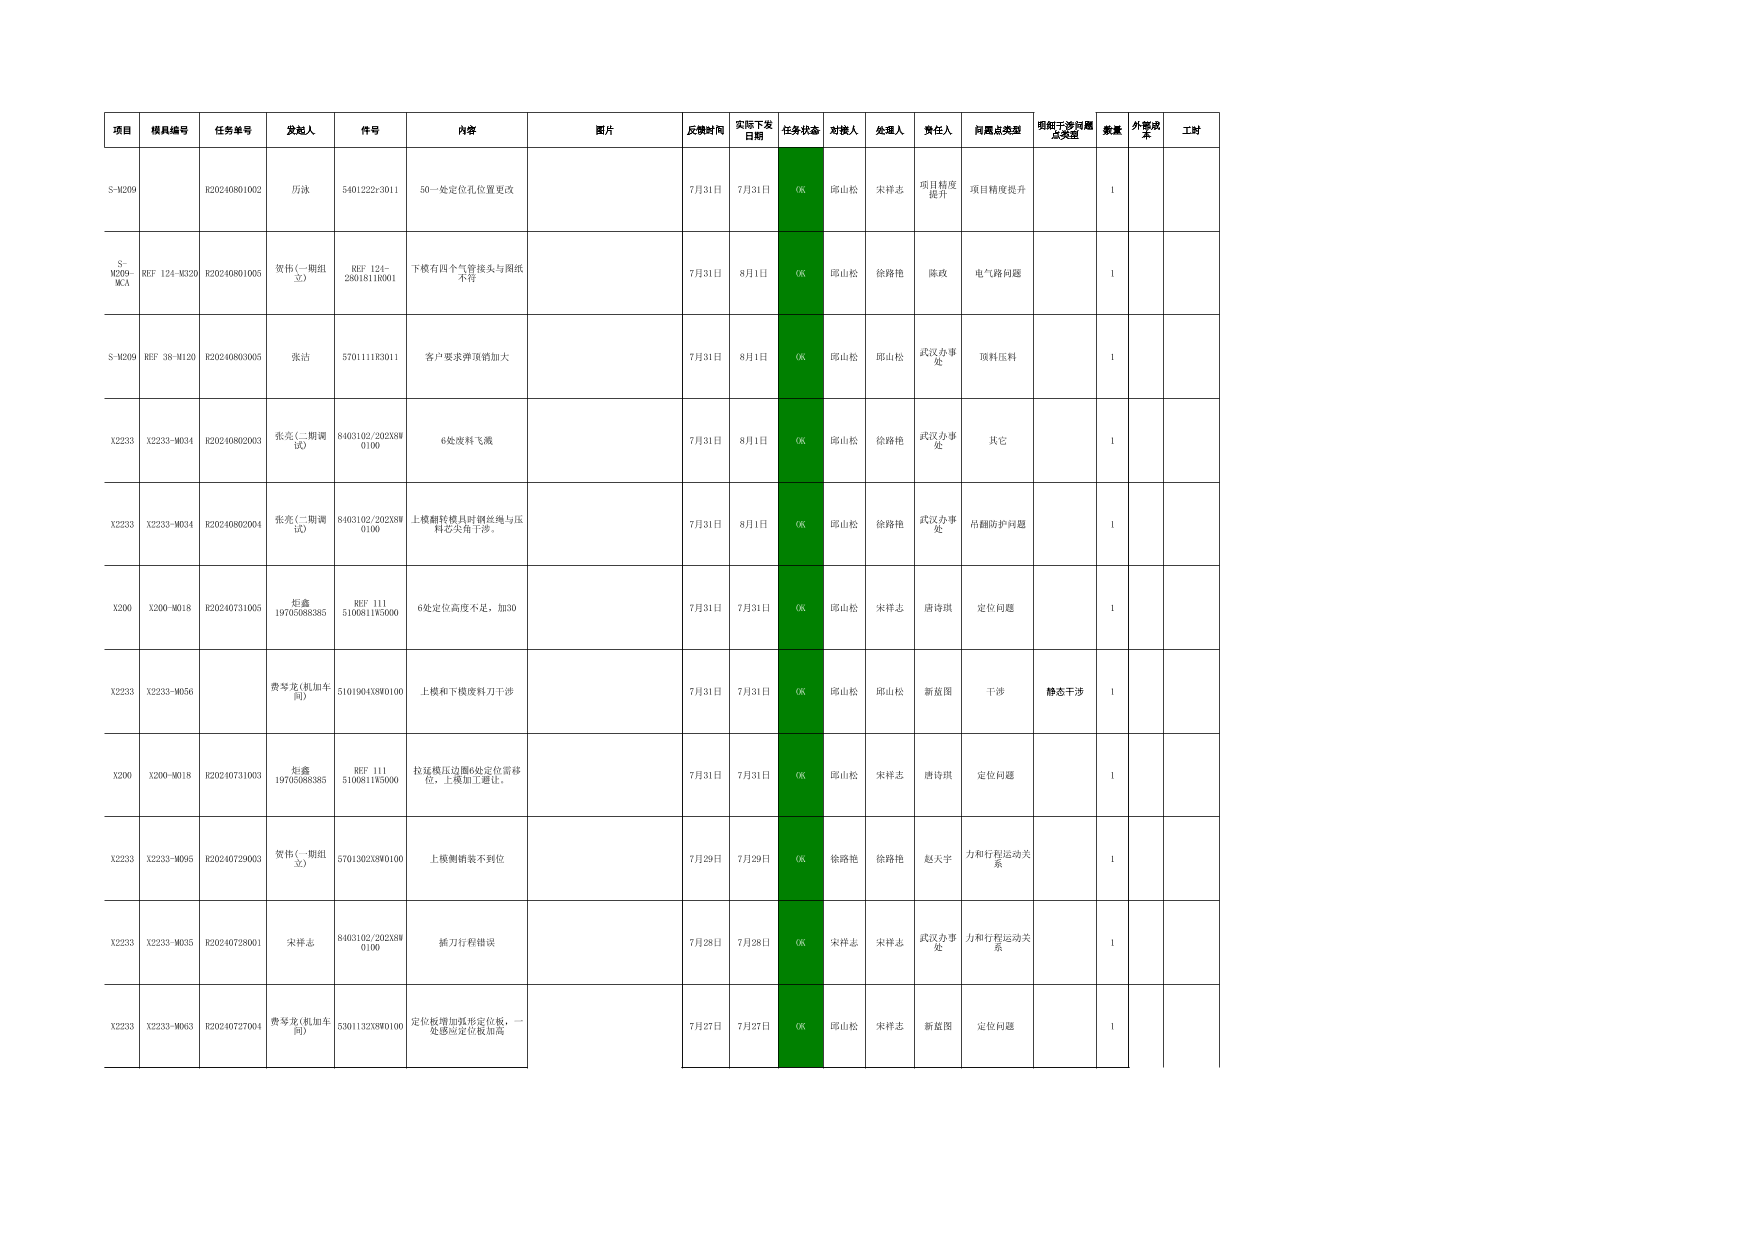 项目 模具编号 任务单号 发起人 件号 内容 图片 反馈时间 实际下发日期 任务状态 对接人 处理人 责任人 问题点类型 明细干涉问题点类型 数量 外部成本 工时
S-M209 R20240801002 历泳 5401222r3011 50一处定位孔位置更改 7月31日 7月31日 OK 邱山松 宋祥志 项目精度提升 项目精度提升 1
S-M209-MCA REF 124-M320 R20240801005 贺伟(一期组立) REF 124-2801811R001 下模有四个气管接头与图纸不符 7月31日 8月1日 OK 邱山松 徐路艳 陈政 电气路问题 1
S-M209 REF 38-M120 R20240803005 张洁 5701111R3011 客户要求弹顶销加大 7月31日 8月1日 OK 邱山松 邱山松 武汉办事处 顶料压料 1
X2233 X2233-M034 R20240802003 张亮(二期调试) 8403102/202X8W0100 6处废料飞溅 7月31日 8月1日 OK 邱山松 徐路艳 武汉办事处 其它 1
X2233 X2233-M034 R20240802004 张亮(二期调试) 8403102/202X8W0100 上模翻转模具时钢丝绳与压料芯尖角干涉。 7月31日 8月1日 OK 邱山松 徐路艳 武汉办事处 吊翻防护问题 1
X200 X200-M018 R20240731005 炬鑫19705088385 REF 111 5100811W5000 6处定位高度不足，加30 7月31日 7月31日 OK 邱山松 宋祥志 唐诗琪 定位问题 1
X2233 X2233-M056 费琴龙(机加车间) 5101904X8W0100 上模和下模废料刀干涉 7月31日 7月31日 OK 邱山松 邱山松 新蓝图 干涉 静态干涉 1
X200 X200-M018 R20240731003 炬鑫19705088385 REF 111 5100811W5000 拉延模压边圈6处定位需移位，上模加工避让。 7月31日 7月31日 OK 邱山松 宋祥志 唐诗琪 定位问题 1
X2233 X2233-M095 R20240729003 贺伟(一期组立) 5701302X8W0100 上模侧销装不到位 7月29日 7月29日 OK 徐路艳 徐路艳 赵天宇 力和行程运动关系 1
X2233 X2233-M035 R20240728001 宋祥志 8403102/202X8W0100 插刀行程错误 7月28日 7月28日 OK 宋祥志 宋祥志 武汉办事处 力和行程运动关系 1
X2233 X2233-M063 R20240727004 费琴龙(机加车间) 5301132X8W0100 定位板增加弧形定位板，一处感应定位板加高 7月27日 7月27日 OK 邱山松 宋祥志 新蓝图 定位问题 1